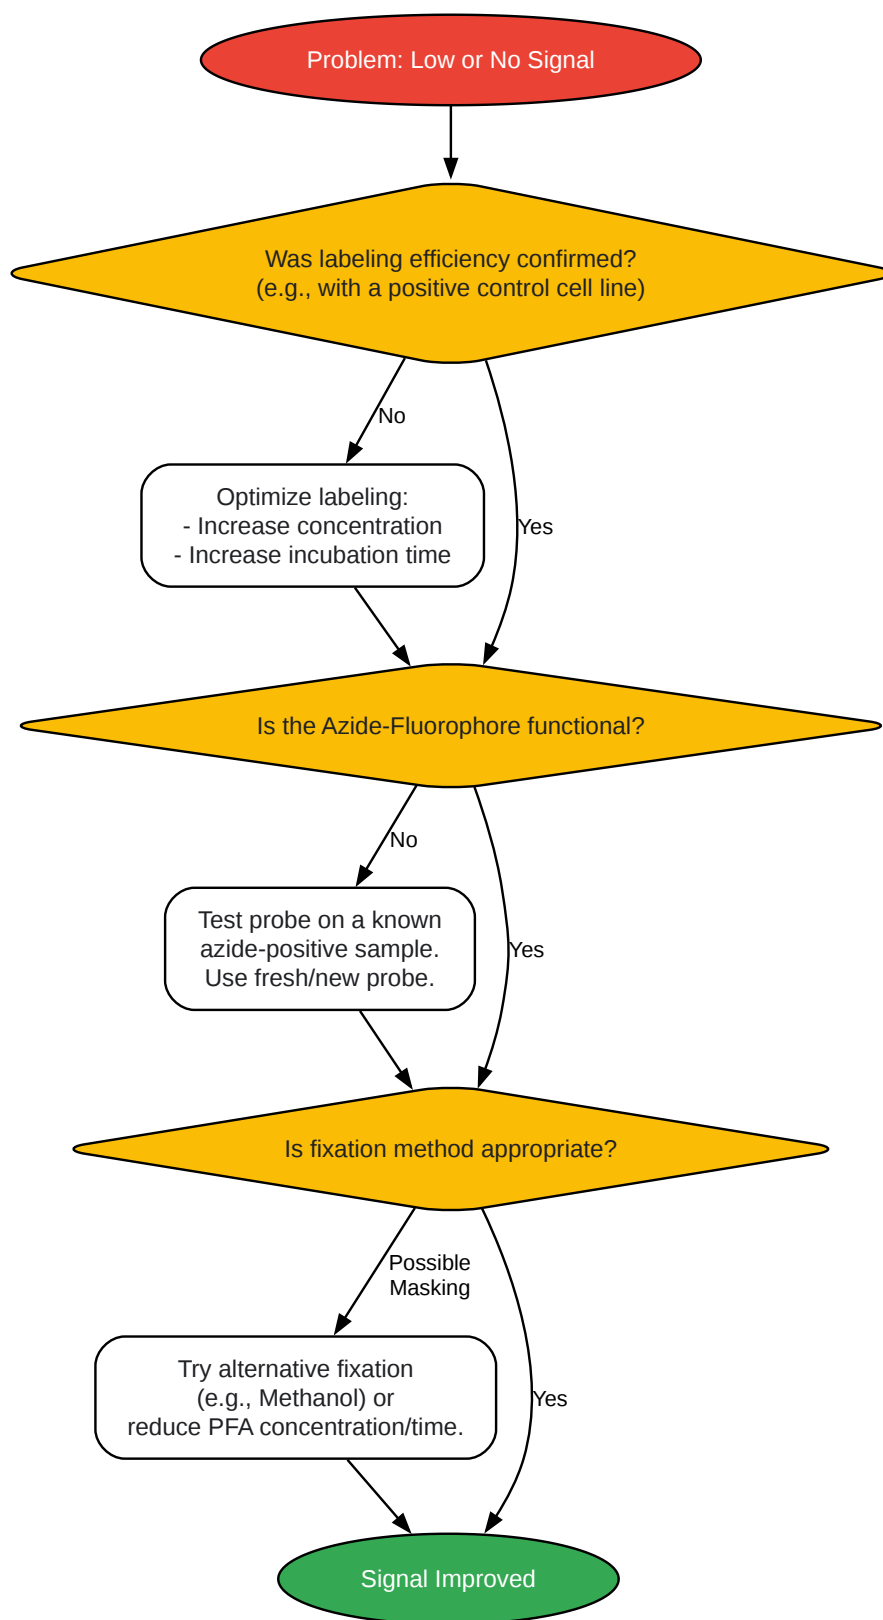 Problem: Low or No Signal
Was labeling efficiency confirmed?
(e.g., with a positive control cell line)
No
Optimize labeling:
- Increase concentration
- Increase incubation time
Yes
Is the Azide-Fluorophore functional?
No
Test probe on a known
azide-positive sample.
Use fresh/new probe.
Yes
Is fixation method appropriate?
Possible
Masking
Try alternative fixation
(e.g., Methanol) or
reduce PFA concentration/time.
Yes
Signal Improved